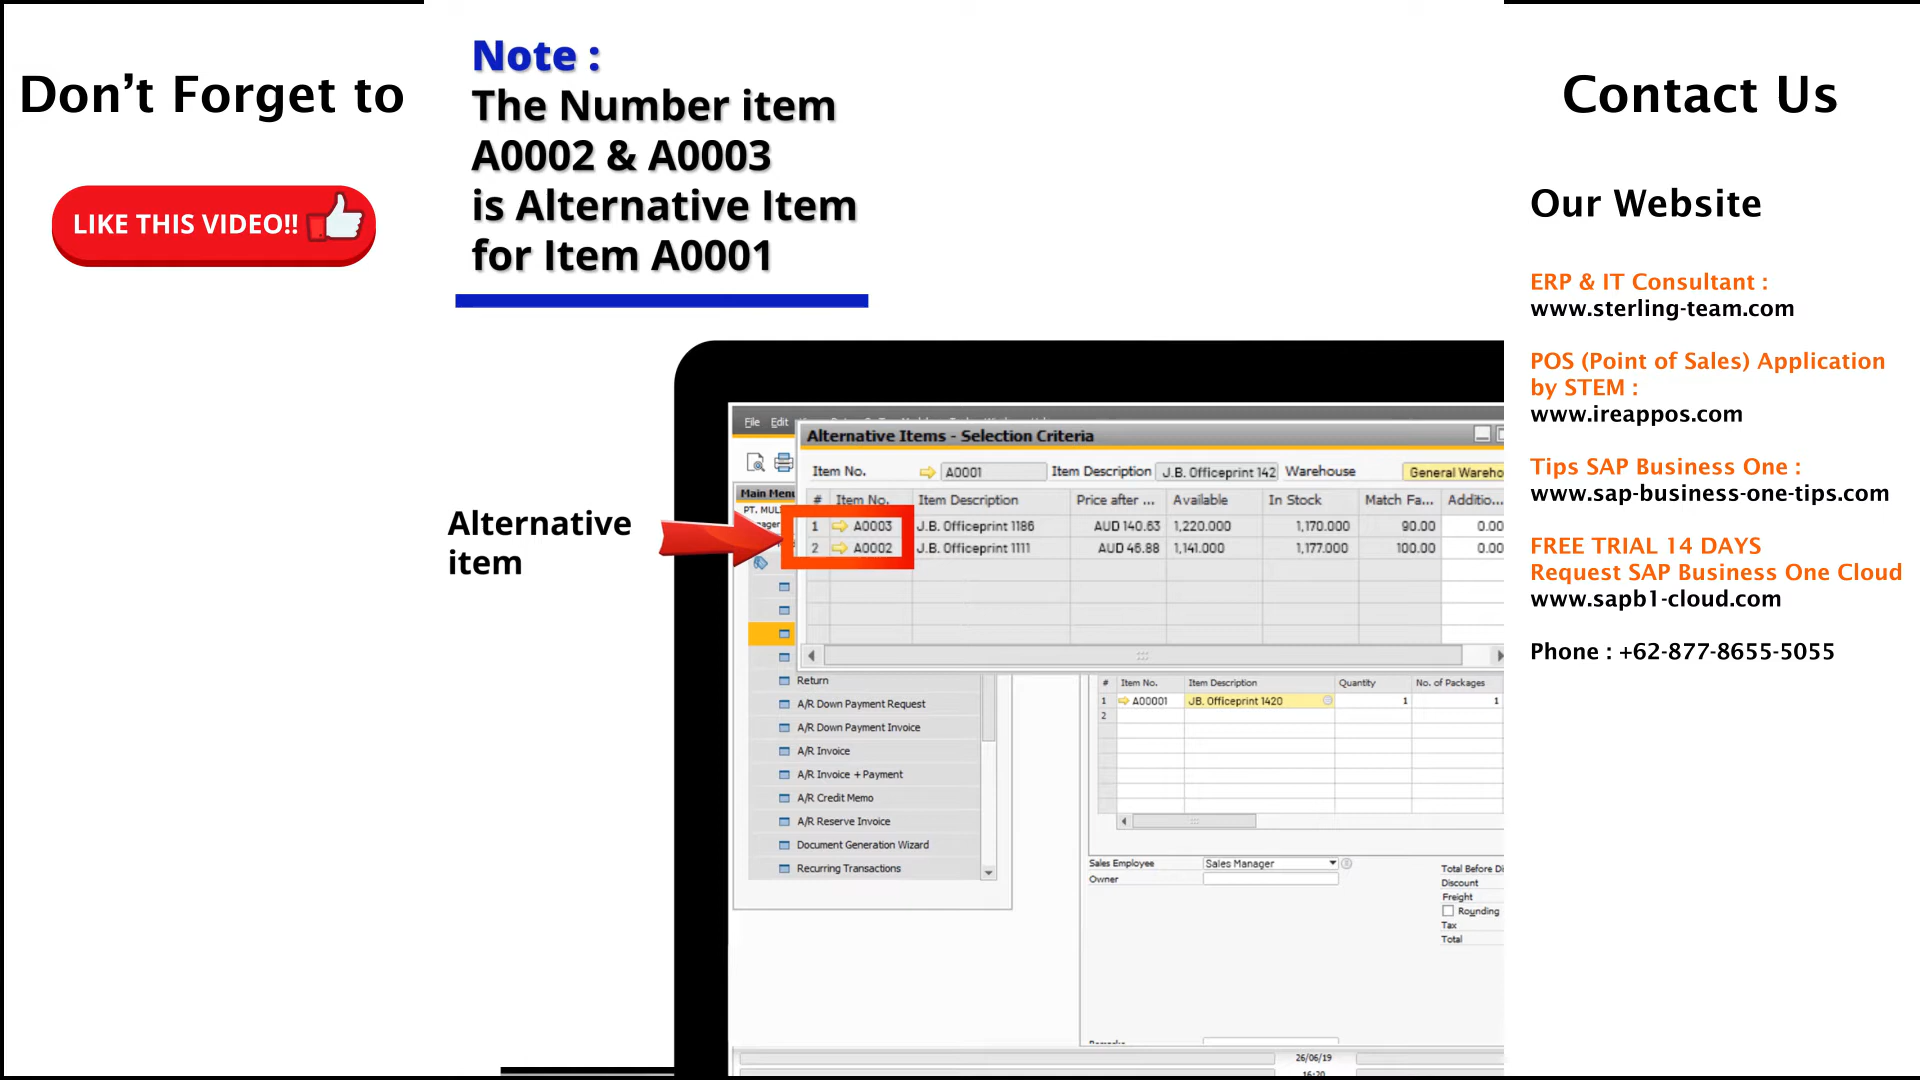 Don't Forget to
LIKE THIS VIDEO!!
Note :
The Number item
A0002 & A0003
is Alternative Item
for Item A0001
Alternative
item
File Edit
Alternative Items - Selection Criteria
Item No. A0001 Item Description J.B. Officeprint 142 Warehouse General Wareho
# Item No. Item Description Price after ... Available In Stock Match Fa... Additio...
1 A0003 J.B. Officeprint 1186 AUD 140.63 1,220.000 1,170.000 90.00 0.00
2 A0002 J.B. Officeprint 1111 AUD 46.88 1,141.000 1,177.000 100.00 0.00
Main Menu
PT. MUL
Return
A/R Down Payment Request
A/R Down Payment Invoice
A/R Invoice
A/R Invoice + Payment
A/R Credit Memo
A/R Reserve Invoice
Document Generation Wizard
Recurring Transactions
# Item No. Item Description Quantity No. of Packages
1 A00001 JB. Officeprint 1420 1 1
2
Sales Employee Sales Manager
Owner
Total Before Di
Discount
Freight
Rounding
Tax
Total
26/06/19
16:20
Contact Us
Our Website
ERP & IT Consultant :
www.sterling-team.com
POS (Point of Sales) Application
by STEM :
www.ireappos.com
Tips SAP Business One :
www.sap-business-one-tips.com
FREE TRIAL 14 DAYS
Request SAP Business One Cloud
www.sapb1-cloud.com
Phone : +62-877-8655-5055